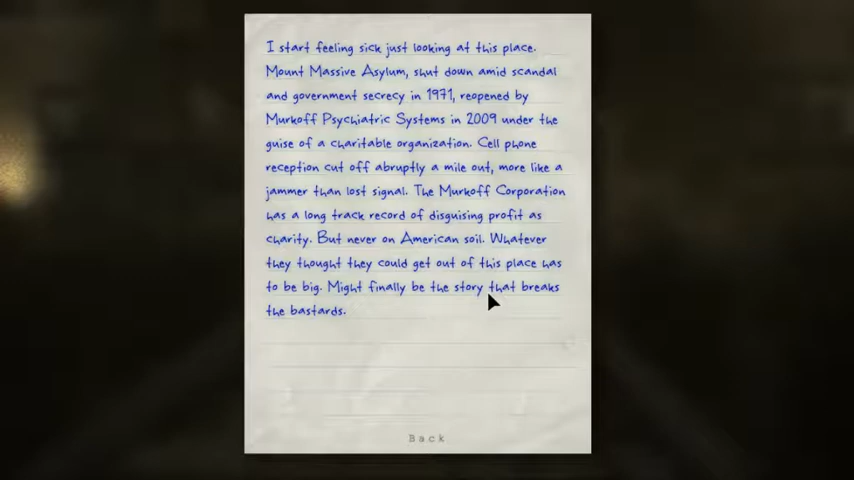 I start feeling sick just looking at this place.
Mount Massive Asylum, shut down amid scandal
and government secrecy in 1971, reopened by
Murkoff Psychiatric Systems in 2009 under the
guise of a charitable organization. Cell phone
reception cut off abruptly a mile out, more like a
jammer than lost signal. The Murkoff Corporation
has a long track record of disguising profit as
charity. But never on American soil. Whatever
they thought they could get out of this place has
to be big. Might finally be the story that breaks
the bastards.
Back